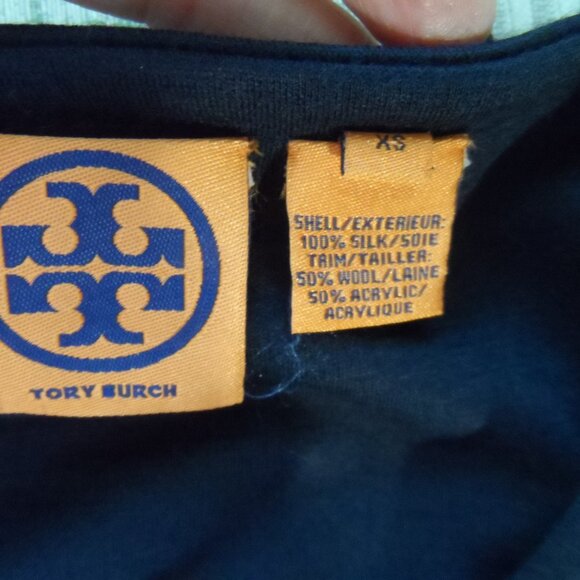 TORY BURCH
XS
SHELL/EXTERIEUR:
100% SILK/SOIE
TRIM/TAILLER:
50% WOOL/LAINE
50% ACRYLIC/
ACRYLIQUE